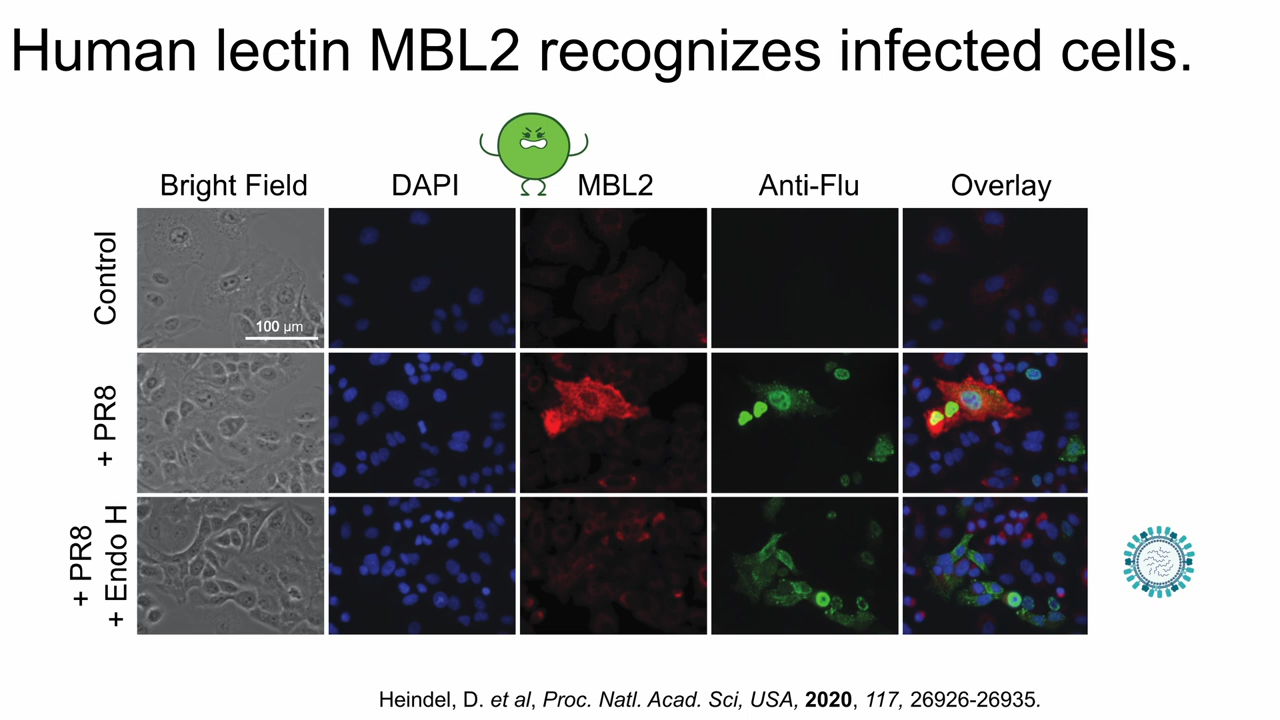 Human lectin MBL2 recognizes infected cells.
Bright Field DAPI MBL2 Anti-Flu Overlay
Control
100 µm
+ PR8
+ PR8
+ Endo H
Heindel, D. et al, Proc. Natl. Acad. Sci, USA, 2020, 117, 26926-26935.